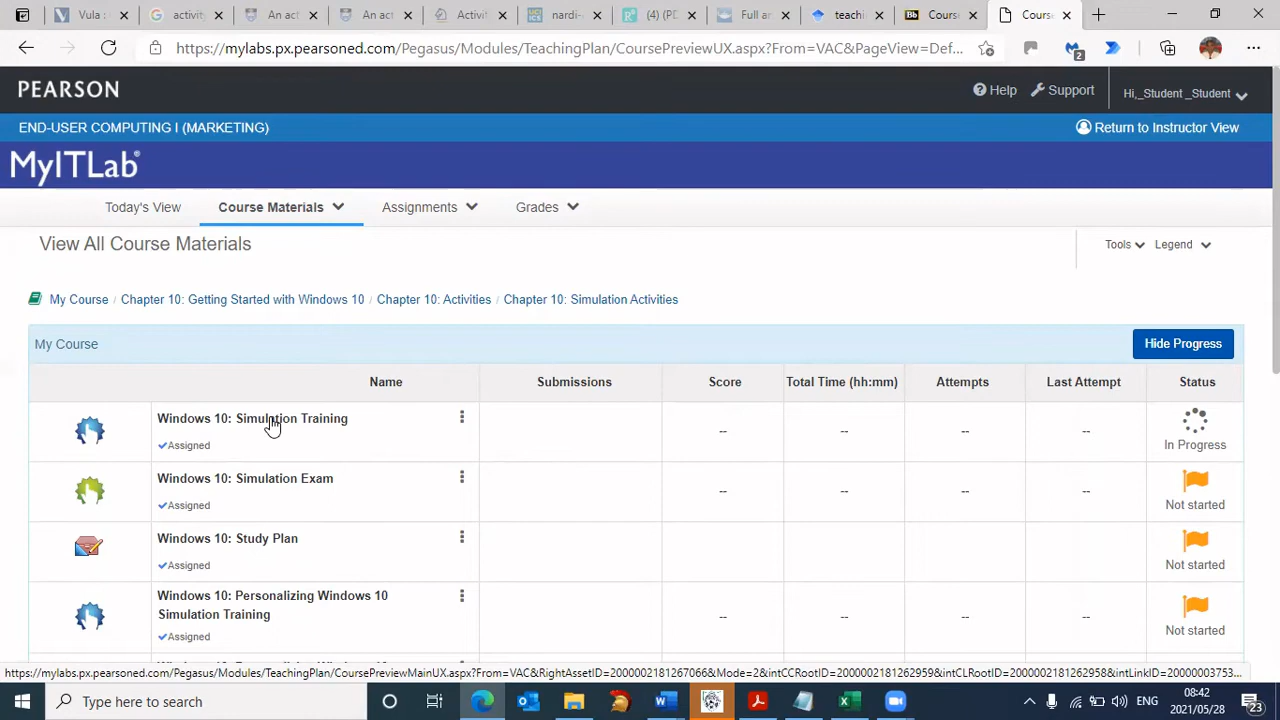 Vula :
activity
An act
An act
Activit
nardi-
(4) (PD
Full ar
teachi
Course
Course
https://mylabs.px.pearsoned.com/Pegasus/Modules/TeachingPlan/CoursePreviewUX.aspx?From=VAC&PageView=Def...
2
PEARSON
Help
Support
Hi,_Student _Student
END-USER COMPUTING I (MARKETING)
Return to Instructor View
MyITLab®
Today's View
Course Materials
Assignments
Grades
View All Course Materials
Tools
Legend
My Course / Chapter 10: Getting Started with Windows 10 / Chapter 10: Activities / Chapter 10: Simulation Activities
My Course
Hide Progress
Name
Submissions
Score
Total Time (hh:mm)
Attempts
Last Attempt
Status
Windows 10: Simulation Training
Assigned
--
--
--
--
In Progress
Windows 10: Simulation Exam
Assigned
--
--
--
--
Not started
Windows 10: Study Plan
Assigned
Not started
Windows 10: Personalizing Windows 10
Simulation Training
Assigned
--
--
--
--
Not started
https://mylabs.px.pearsoned.com/Pegasus/Modules/TeachingPlan/CoursePreviewMainUX.aspx?From=VAC&RightAssetID=2000002181267066&Mode=2&intCCRootID=2000002181262959&intCLRootID=2000002181262958&intLinkID=20000003753...
Type here to search
ENG
08:42
2021/05/28
23